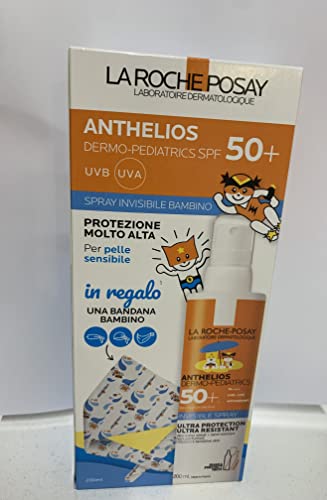 LA ROCHE POSAY
LABORATOIRE DERMATOLOGIQUE
ANTHELIOS
DERMO-PEDIATRICS SPF 50+
UVB UVA
SPRAY INVISIBILE BAMBINO
PROTEZIONE
MOLTO ALTA
Per pelle
sensibile
in regalo
UNA BANDANA
BAMBINO
LA ROCHE-POSAY
LABORATOIRE DERMATOLOGIQUE
ANTHELIOS
DERMO-PEDIATRICS
50+
INVISIBLE SPRAY
ULTRA PROTECTION
ULTRA RESISTANT
200ML